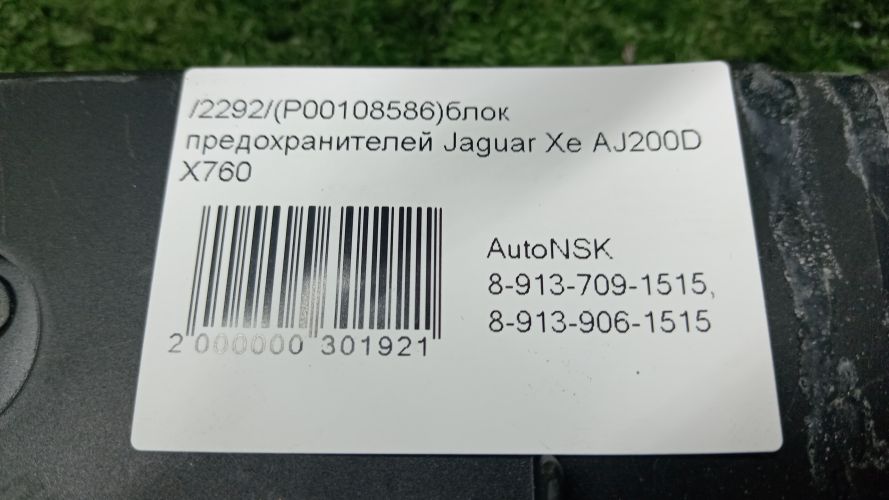 /2292/(P00108586)блок
предохранителей Jaguar Xe AJ200D
X760
AutoNSK
8-913-709-1515,
8-913-906-1515
2 000000 301921